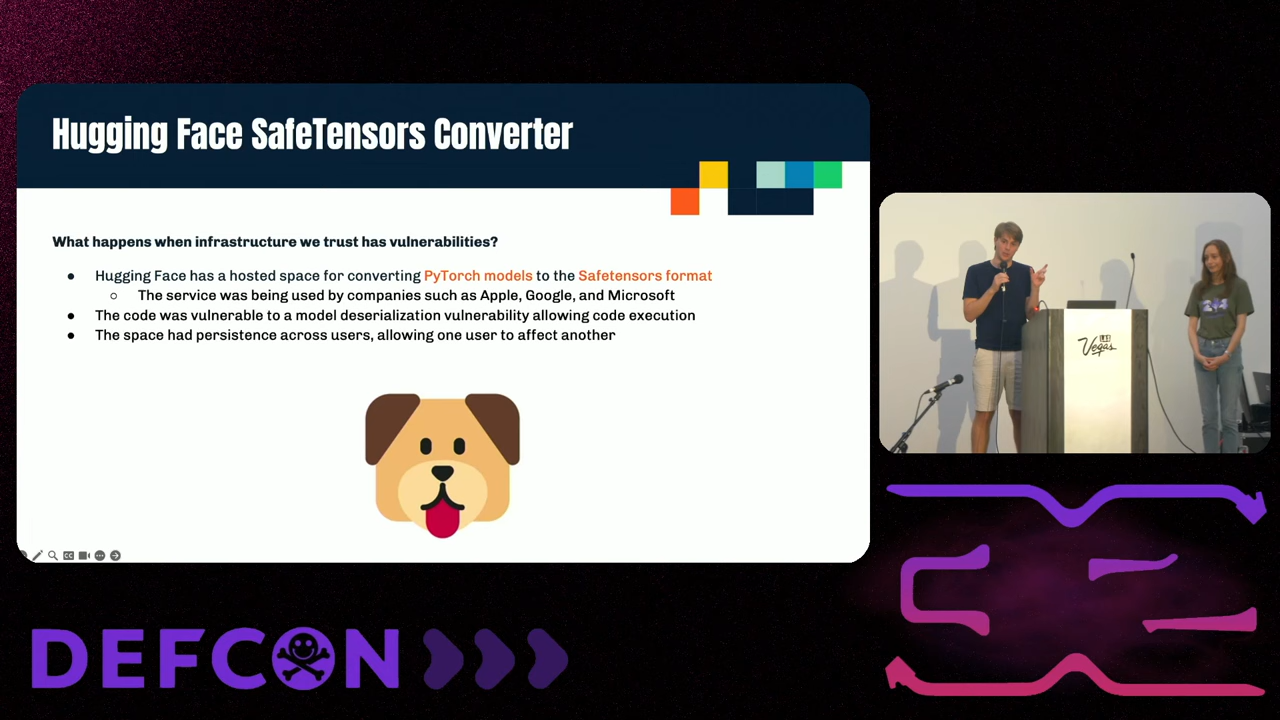 Hugging Face SafeTensors Converter
What happens when infrastructure we trust has vulnerabilities?
● Hugging Face has a hosted space for converting PyTorch models to the Safetensors format
○ The service was being used by companies such as Apple, Google, and Microsoft
● The code was vulnerable to a model deserialization vulnerability allowing code execution
● The space had persistence across users, allowing one user to affect another
LAS
Vegas
DEFCON